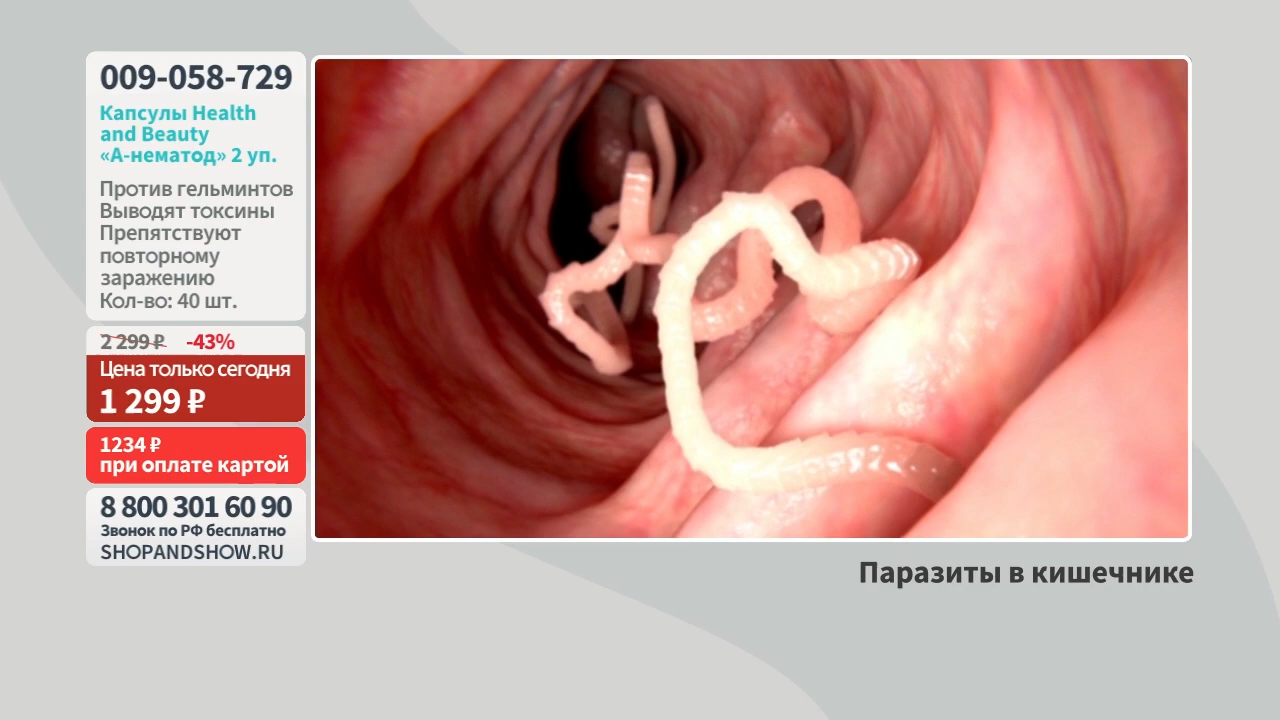 009-058-729
Капсулы Health
and Beauty
«А-нематод» 2 уп.
Против гельминтов
Выводят токсины
Препятствуют
повторному
заражению
Кол-во: 40 шт.
2 299 ₽ -43%
Цена только сегодня
1 299 ₽
1234 ₽
при оплате картой
8 800 301 60 90
Звонок по РФ бесплатно
SHOPANDSHOW.RU
Паразиты в кишечнике